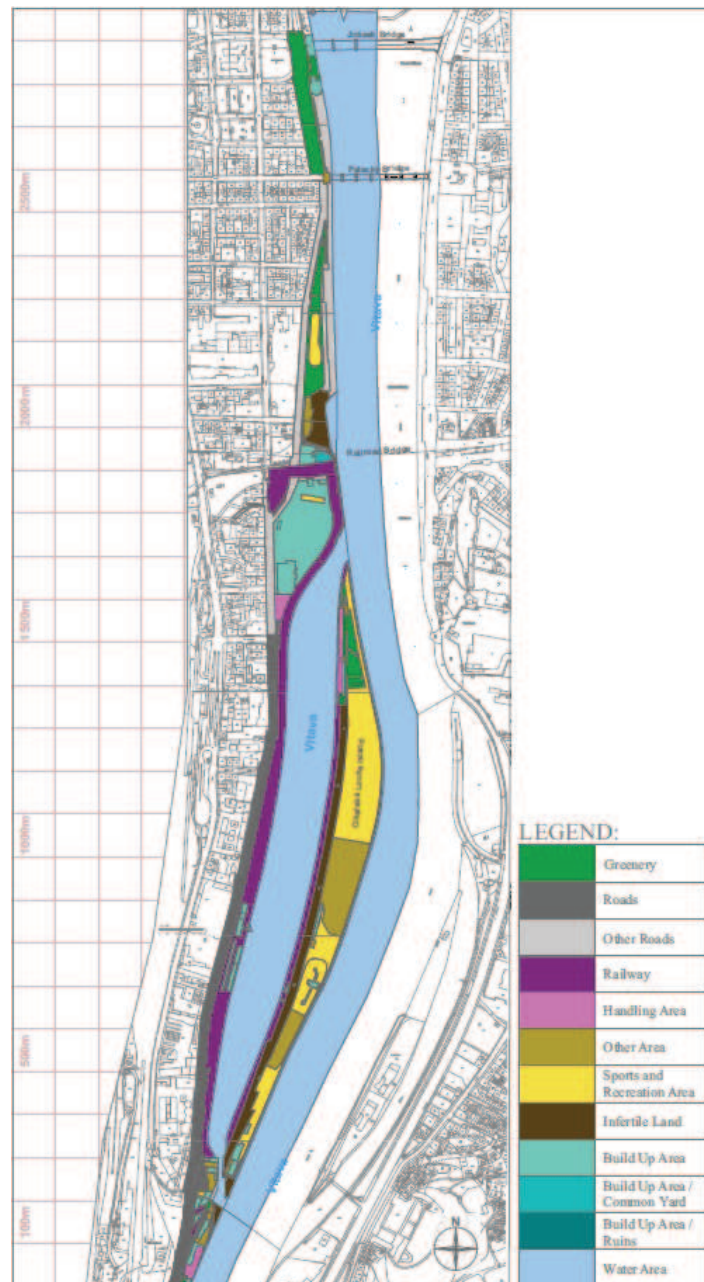 Jirásek Bridge
Palacký Bridge
2500m
Vltava
2000m
Railway Bridge
1500m
Vltava
1000m
500m
Vltava
100m
N
LEGEND:
Greenery
Roads
Other Roads
Railway
Handling Area
Other Area
Sports and
Recreation Area
Infertile Land
Build Up Area
Build Up Area /
Common Yard
Build Up Area /
Ruins
Water Area